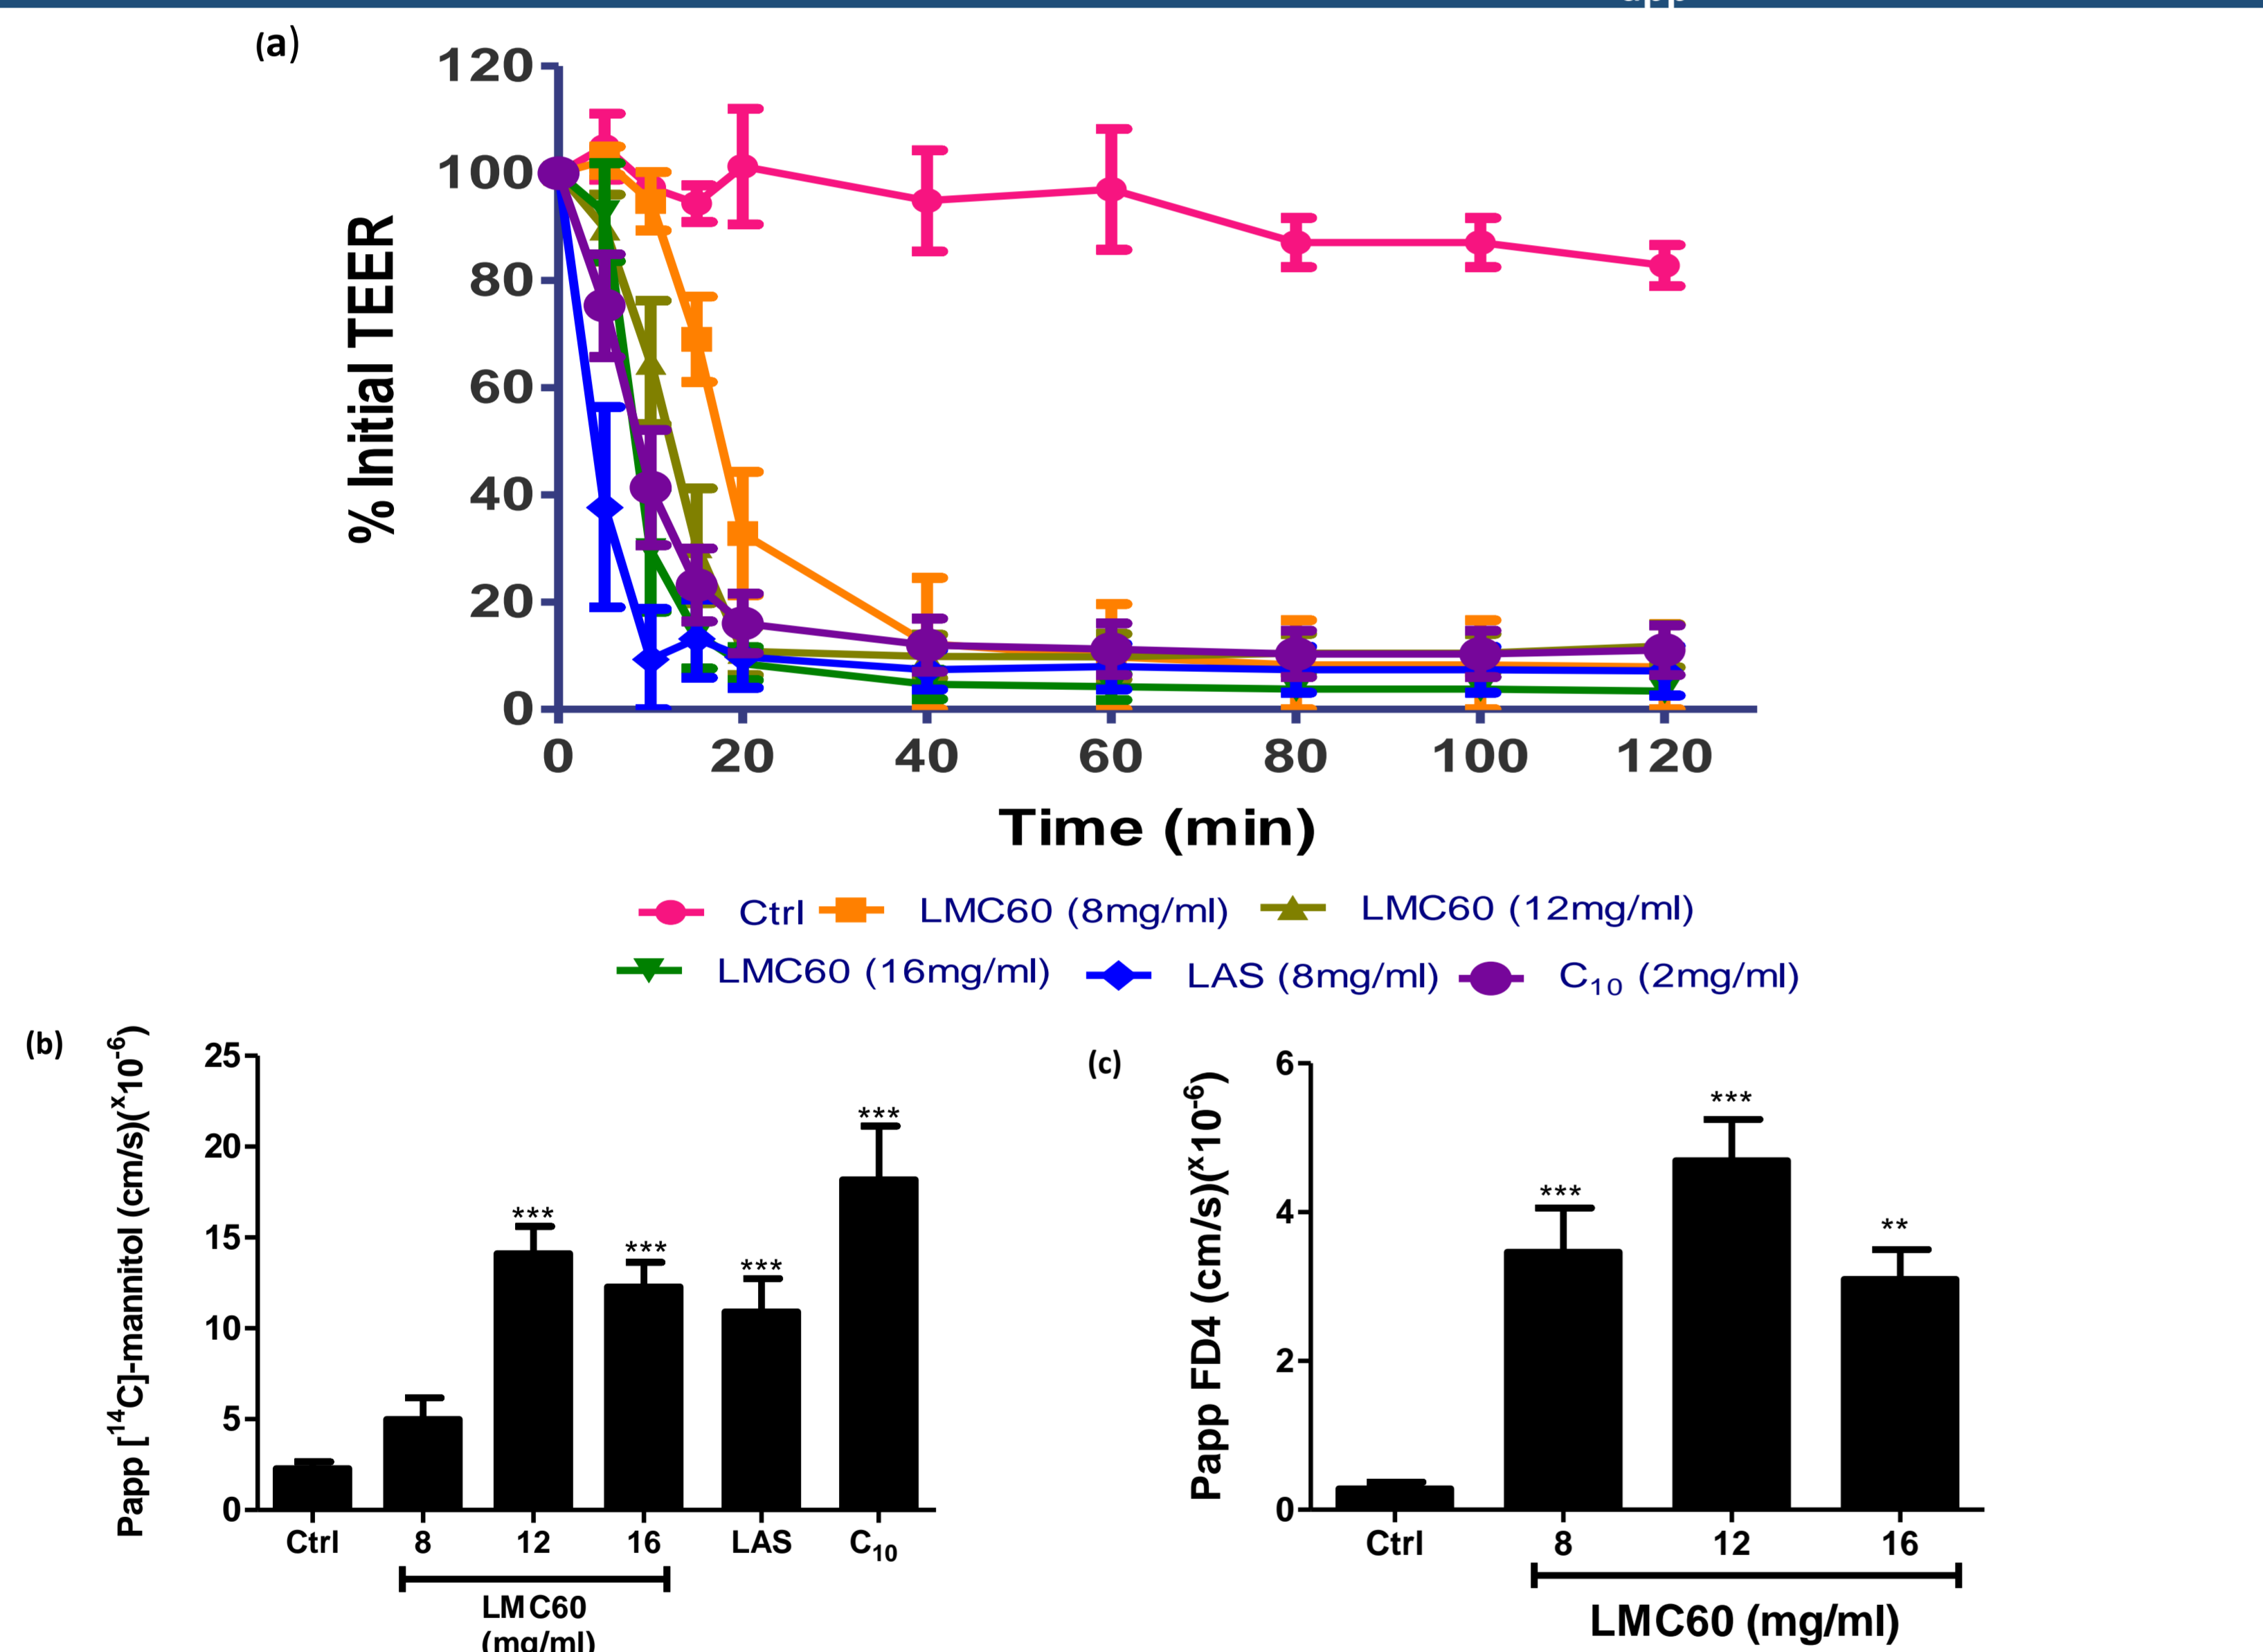 (a)
120
100
80
60
40
20
0
% Initial TEER
0 20 40 60 80 100 120
Time (min)
Ctrl LMC60 (8mg/ml) LMC60 (12mg/ml)
LMC60 (16mg/ml) LAS (8mg/ml) C₁₀ (2mg/ml)
(b)
Papp [¹⁴C]-mannitol (cm/s)(ˣ10⁻⁶)
25
20
15
10
5
0
*** *** *** ***
Ctrl 8 12 16 LAS C₁₀
LMC60
(mg/ml)
(c)
Papp FD4 (cm/s)(ˣ10⁻⁶)
6
4
2
0
*** *** **
Ctrl 8 12 16
LMC60 (mg/ml)